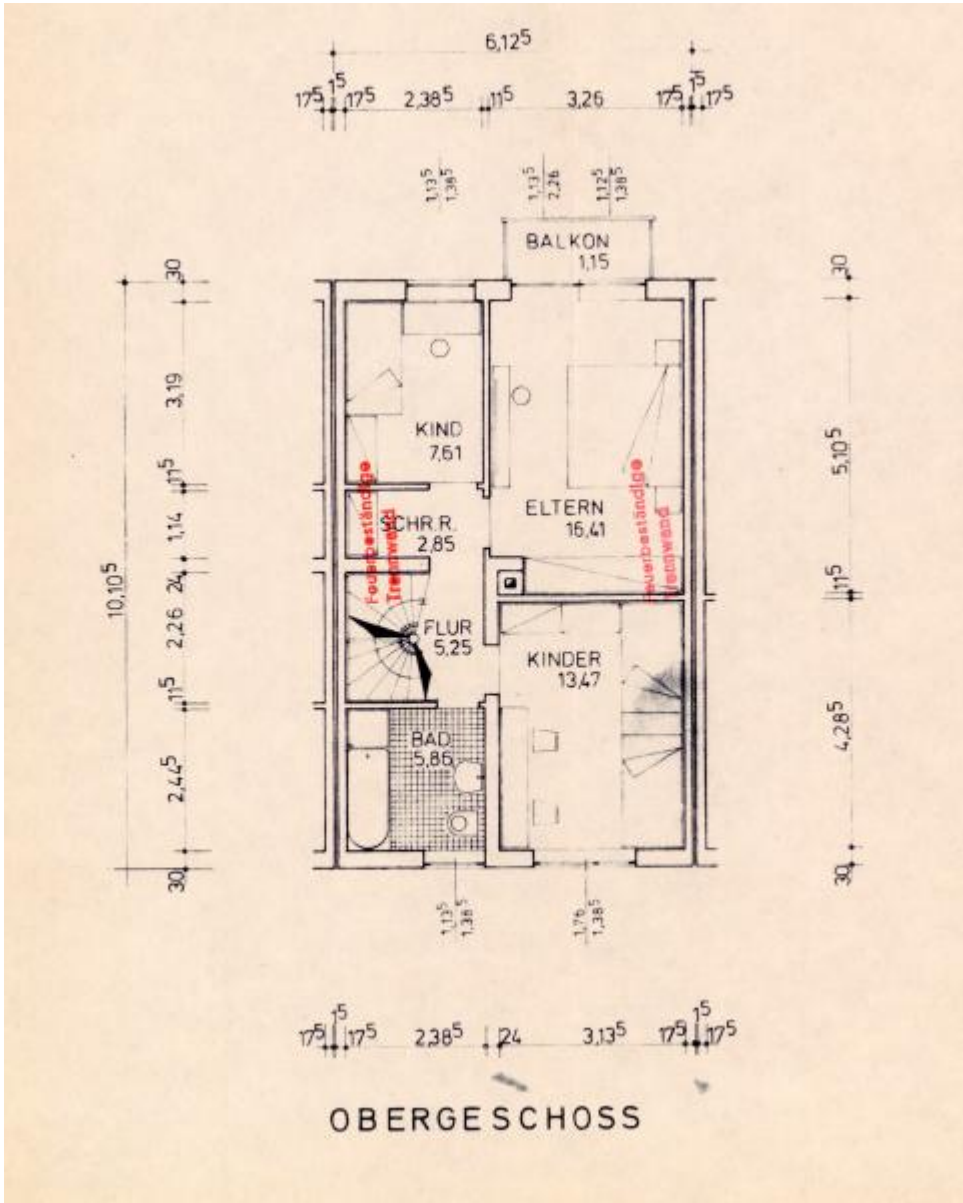 6,12⁵
17⁵ 1⁵ 17⁵ 2,38⁵ 11⁵ 3,26 17⁵ 1⁵ 17⁵
1,13⁵
1,38⁵
1,13⁵
2,26
1,12⁵
1,38⁵
BALKON
1,15
30
3,19
11⁵
1,14
24
2,26
11⁵
2,44⁵
30
10,10⁵
30
5,10⁵
11⁵
4,28⁵
30
KIND
7,61
ELTERN
16,41
SCHR.R.
2,85
Feuerbeständige
Trennwand
Feuerbeständige
Trennwand
FLUR
5,25
KINDER
13,47
BAD
5,86
1,13⁵
1,38⁵
1,76
1,38⁵
17⁵ 1⁵ 17⁵ 2,38⁵ 24 3,13⁵ 17⁵ 1⁵ 17⁵
OBERGESCHOSS